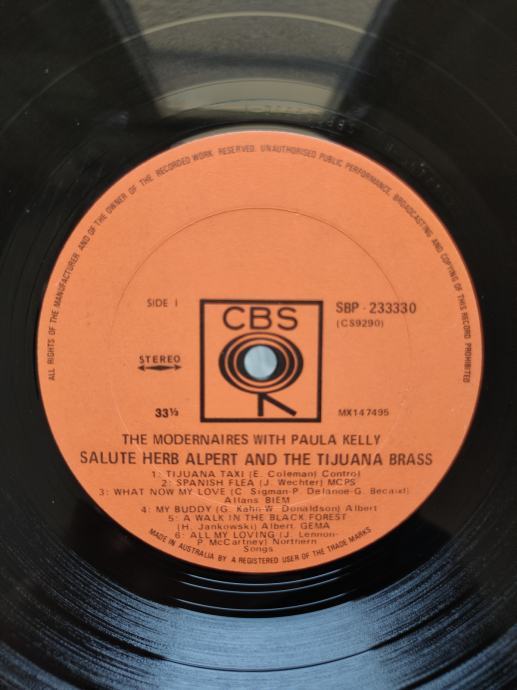 ALL RIGHTS OF THE MANUFACTURER AND OF THE OWNER OF THE RECORDED WORK RESERVED. UNAUTHORISED PUBLIC PERFORMANCE, BROADCASTING AND COPYING OF THIS RECORD PROHIBITED
SIDE 1
CBS
SBP · 233330
(CS9290)
STEREO
33⅓
MX147495
THE MODERNAIRES WITH PAULA KELLY
SALUTE HERB ALPERT AND THE TIJUANA BRASS
1: TIJUANA TAXI (E. Coleman) Control
2: SPANISH FLEA (J. Wechter) MCPS
3: WHAT NOW MY LOVE (C. Sigman-P. Delanoe-G. Becaud)
Allans BIEM
4: MY BUDDY (G. Kahn-W. Donaldson) Albert
5: A WALK IN THE BLACK FOREST
(H. Jankowski) Albert GEMA
6: ALL MY LOVING (J. Lennon-
P. McCartney) Northern
Songs
MADE IN AUSTRALIA BY A REGISTERED USER OF THE TRADE MARKS